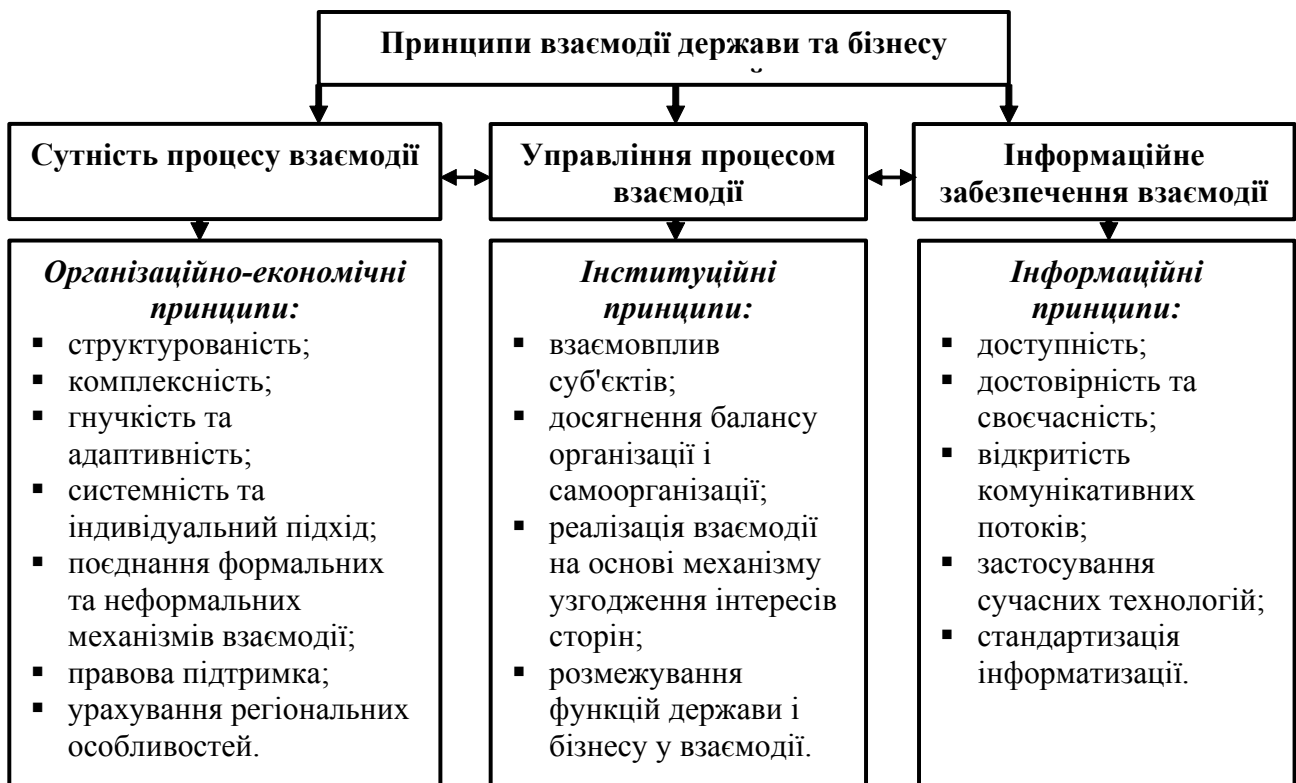 Принципи взаємодії держави та бізнесу
Сутність процесу взаємодії
Управління процесом
взаємодії
Інформаційне
забезпечення взаємодії
Організаційно-економічні
принципи:
▪ структурованість;
▪ комплексність;
▪ гнучкість та
адаптивність;
▪ системність та
індивідуальний підхід;
▪ поєднання формальних
та неформальних
механізмів взаємодії;
▪ правова підтримка;
▪ урахування регіональних
особливостей.
Інституційні
принципи:
▪ взаємовплив
суб'єктів;
▪ досягнення балансу
організації і
самоорганізації;
▪ реалізація взаємодії
на основі механізму
узгодження інтересів
сторін;
▪ розмежування
функцій держави і
бізнесу у взаємодії.
Інформаційні
принципи:
▪ доступність;
▪ достовірність та
своєчасність;
▪ відкритість
комунікативних
потоків;
▪ застосування
сучасних технологій;
▪ стандартизація
інформатизації.